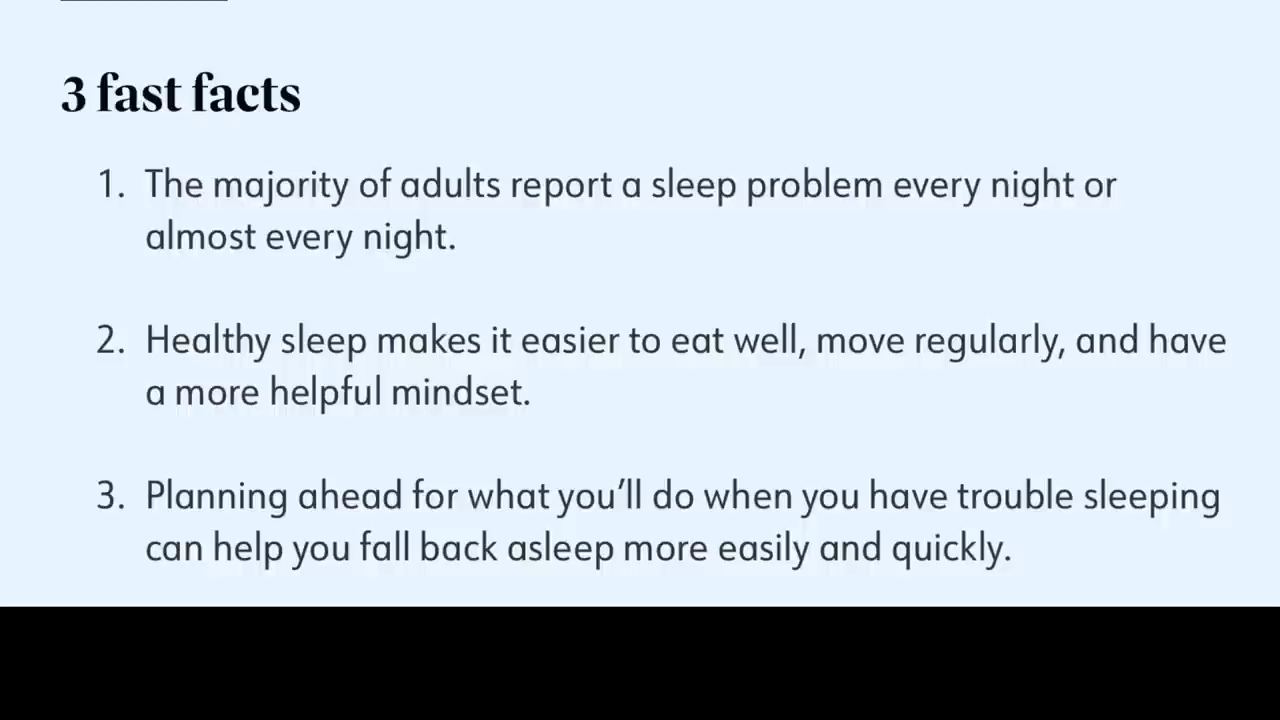 3 fast facts
1. The majority of adults report a sleep problem every night or
almost every night.
2. Healthy sleep makes it easier to eat well, move regularly, and have
a more helpful mindset.
3. Planning ahead for what you’ll do when you have trouble sleeping
can help you fall back asleep more easily and quickly.